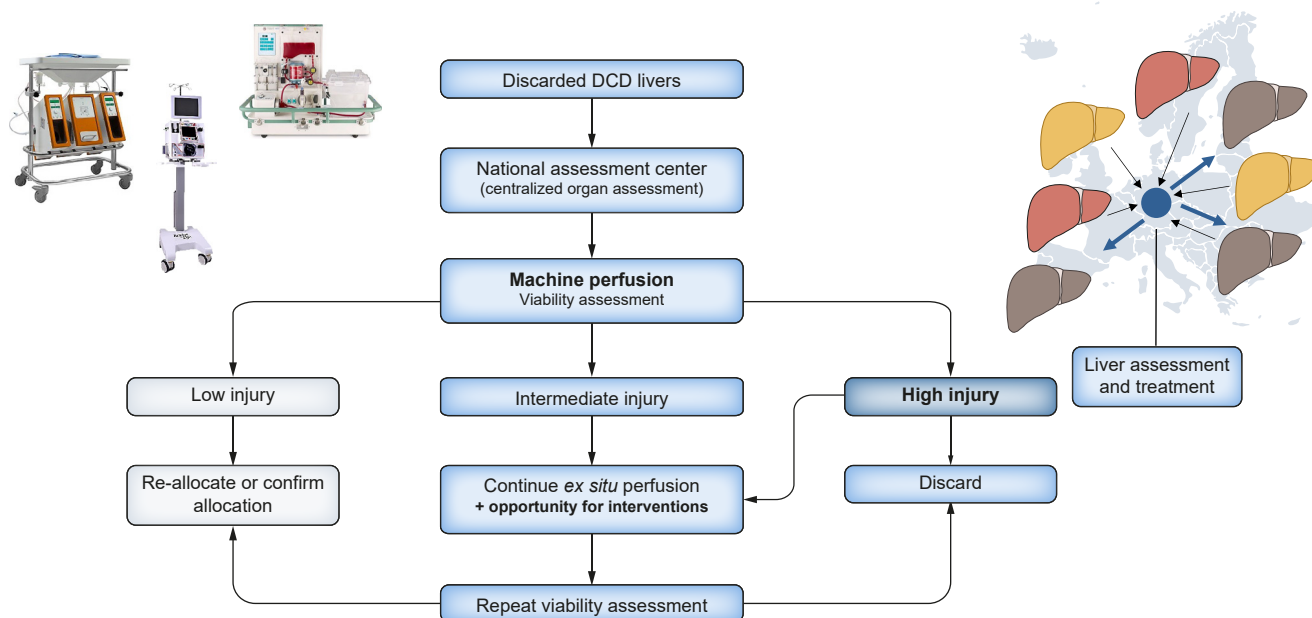 Discarded DCD livers
National assessment center
(centralized organ assessment)
Machine perfusion
Viability assessment
Low injury
Intermediate injury
High injury
Re-allocate or confirm
allocation
Continue ex situ perfusion
+ opportunity for interventions
Discard
Repeat viability assessment
Liver assessment
and treatment